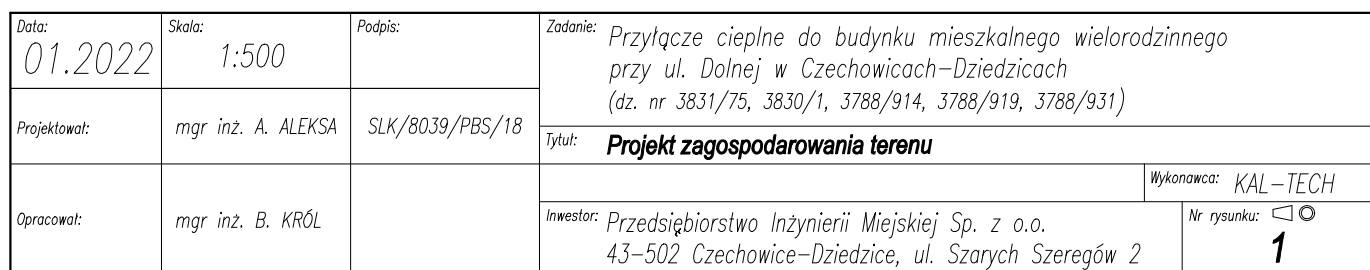 Data: Skala: Podpis:
01.2022 1:500
Projektował: mgr inż. A. ALEKSA SLK/8039/PBS/18
Opracował: mgr inż. B. KRÓL
Zadanie: Przyłącze cieplne do budynku mieszkalnego wielorodzinnego
przy ul. Dolnej w Czechowicach-Dziedzicach
(dz. nr 3831/75, 3830/1, 3788/914, 3788/919, 3788/931)
Tytuł: Projekt zagospodarowania terenu
Wykonawca: KAL-TECH
Inwestor: Przedsiębiorstwo Inżynierii Miejskiej Sp. z o.o.
43-502 Czechowice-Dziedzice, ul. Szarych Szeregów 2
Nr rysunku:
1